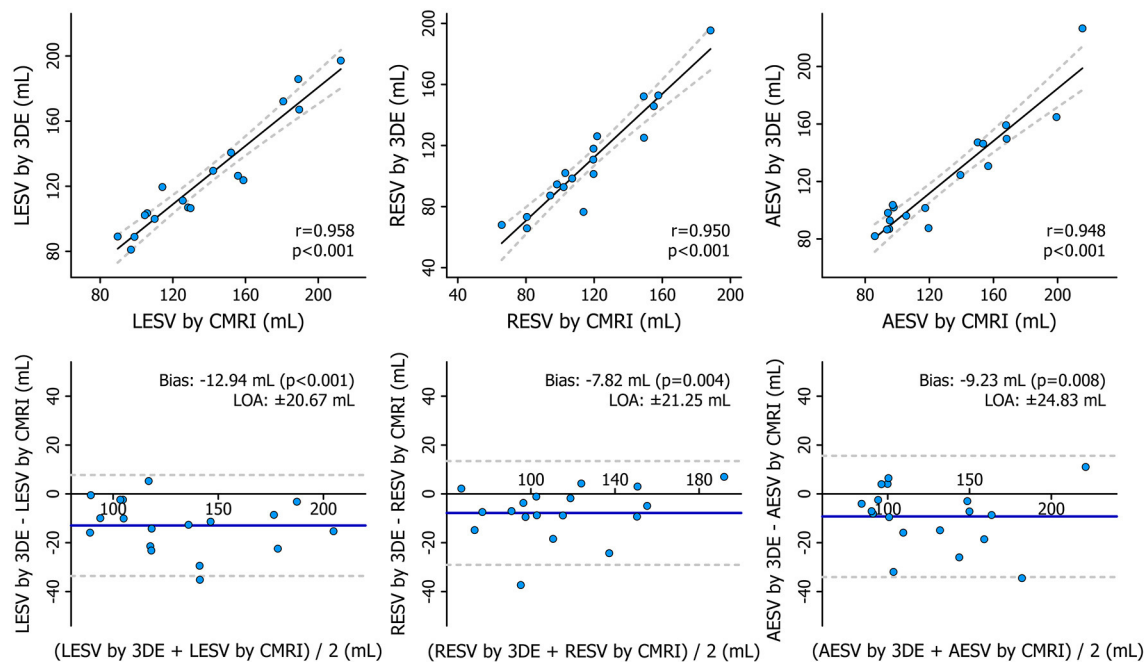 LESV by 3DE (mL)
200
160
120
80
r=0.958
p<0.001
80 120 160 200
LESV by CMRI (mL)
RESV by 3DE (mL)
200
160
120
80
40
r=0.950
p<0.001
40 80 120 160 200
RESV by CMRI (mL)
AESV by 3DE (mL)
200
160
120
80
r=0.948
p<0.001
80 120 160 200
AESV by CMRI (mL)
LESV by 3DE - LESV by CMRI (mL)
40
20
0
-20
-40
Bias: -12.94 mL (p<0.001)
LOA: ±20.67 mL
100 150 200
(LESV by 3DE + LESV by CMRI) / 2 (mL)
RESV by 3DE - RESV by CMRI (mL)
40
20
0
-20
-40
Bias: -7.82 mL (p=0.004)
LOA: ±21.25 mL
100 140 180
(RESV by 3DE + RESV by CMRI) / 2 (mL)
AESV by 3DE - AESV by CMRI (mL)
40
20
0
-20
-40
Bias: -9.23 mL (p=0.008)
LOA: ±24.83 mL
100 150 200
(AESV by 3DE + AESV by CMRI) / 2 (mL)